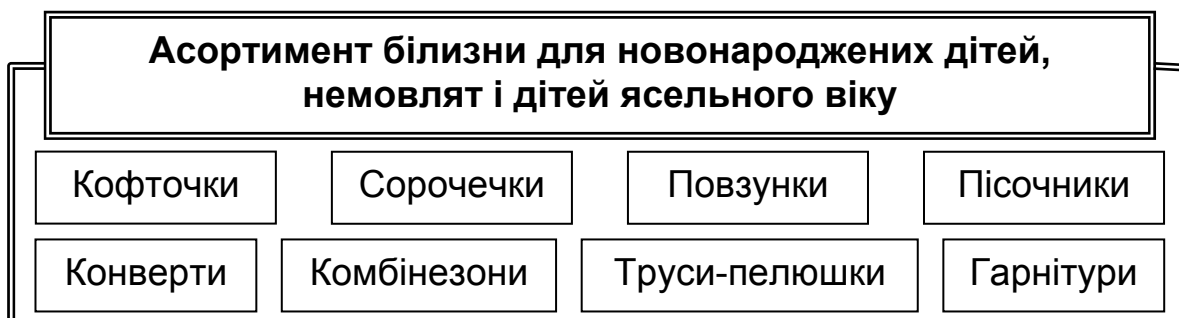 Асортимент білизни для новонароджених дітей,
немовлят і дітей ясельного віку
Кофточки Сорочечки Повзунки Пісочники
Конверти Комбінезони Труси-пелюшки Гарнітури